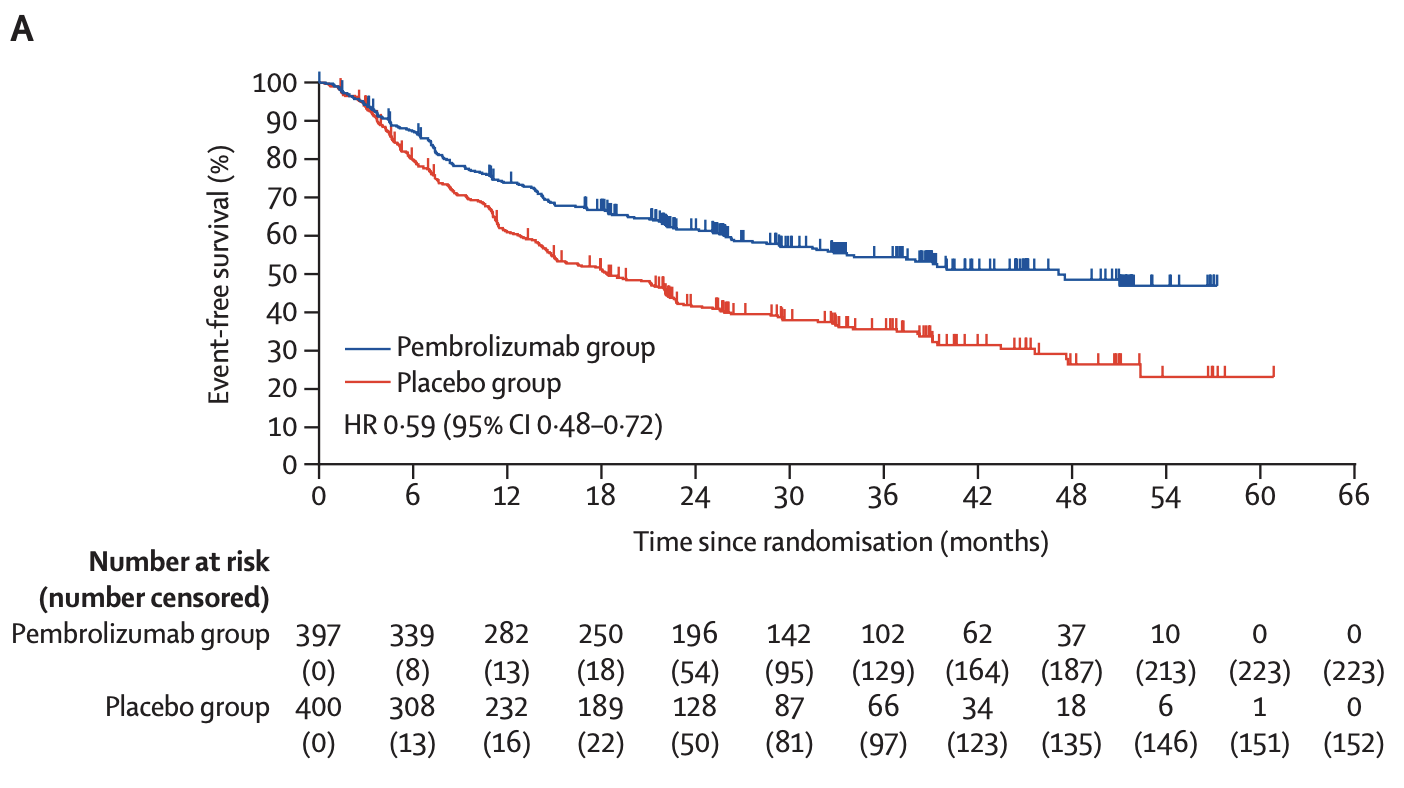 A
100
90
80
70
60
50
40
30
20
10
0
Event-free survival (%)
Pembrolizumab group
Placebo group
HR 0·59 (95% CI 0·48–0·72)
0 6 12 18 24 30 36 42 48 54 60 66
Time since randomisation (months)
Number at risk
(number censored)
Pembrolizumab group 397 339 282 250 196 142 102 62 37 10 0 0
(0) (8) (13) (18) (54) (95) (129) (164) (187) (213) (223) (223)
Placebo group 400 308 232 189 128 87 66 34 18 6 1 0
(0) (13) (16) (22) (50) (81) (97) (123) (135) (146) (151) (152)